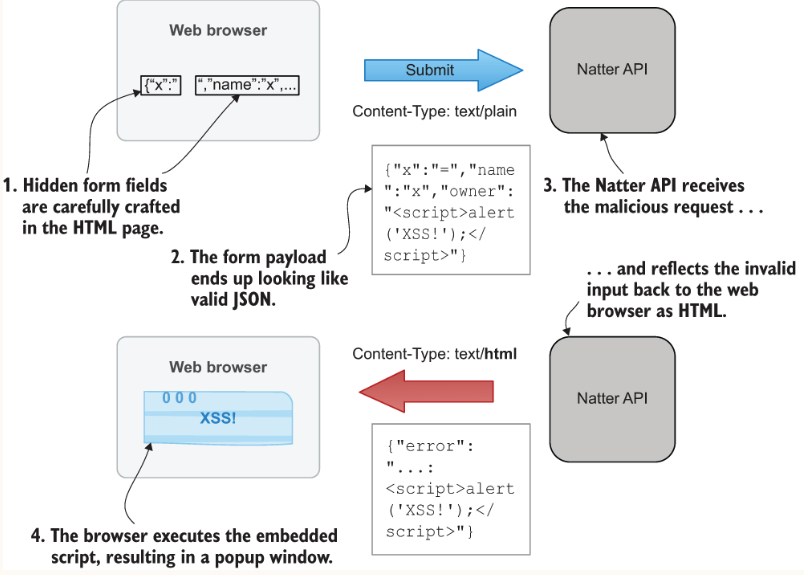 Web browser
{“x”:”
“,”name”:”x”,...
Submit
Content-Type: text/plain
Natter API
1. Hidden form fields
are carefully crafted
in the HTML page.
{"x":"=","name
":"x","owner":
"<script>alert
('XSS!');</
script>"}
2. The form payload
ends up looking like
valid JSON.
3. The Natter API receives
the malicious request . . .
. . . and reflects the invalid
input back to the web
browser as HTML.
Web browser
O O O
XSS!
Content-Type: text/html
Natter API
{"error":
"...:
<script>alert
('XSS!');</
script>"}
4. The browser executes the embedded
script, resulting in a popup window.